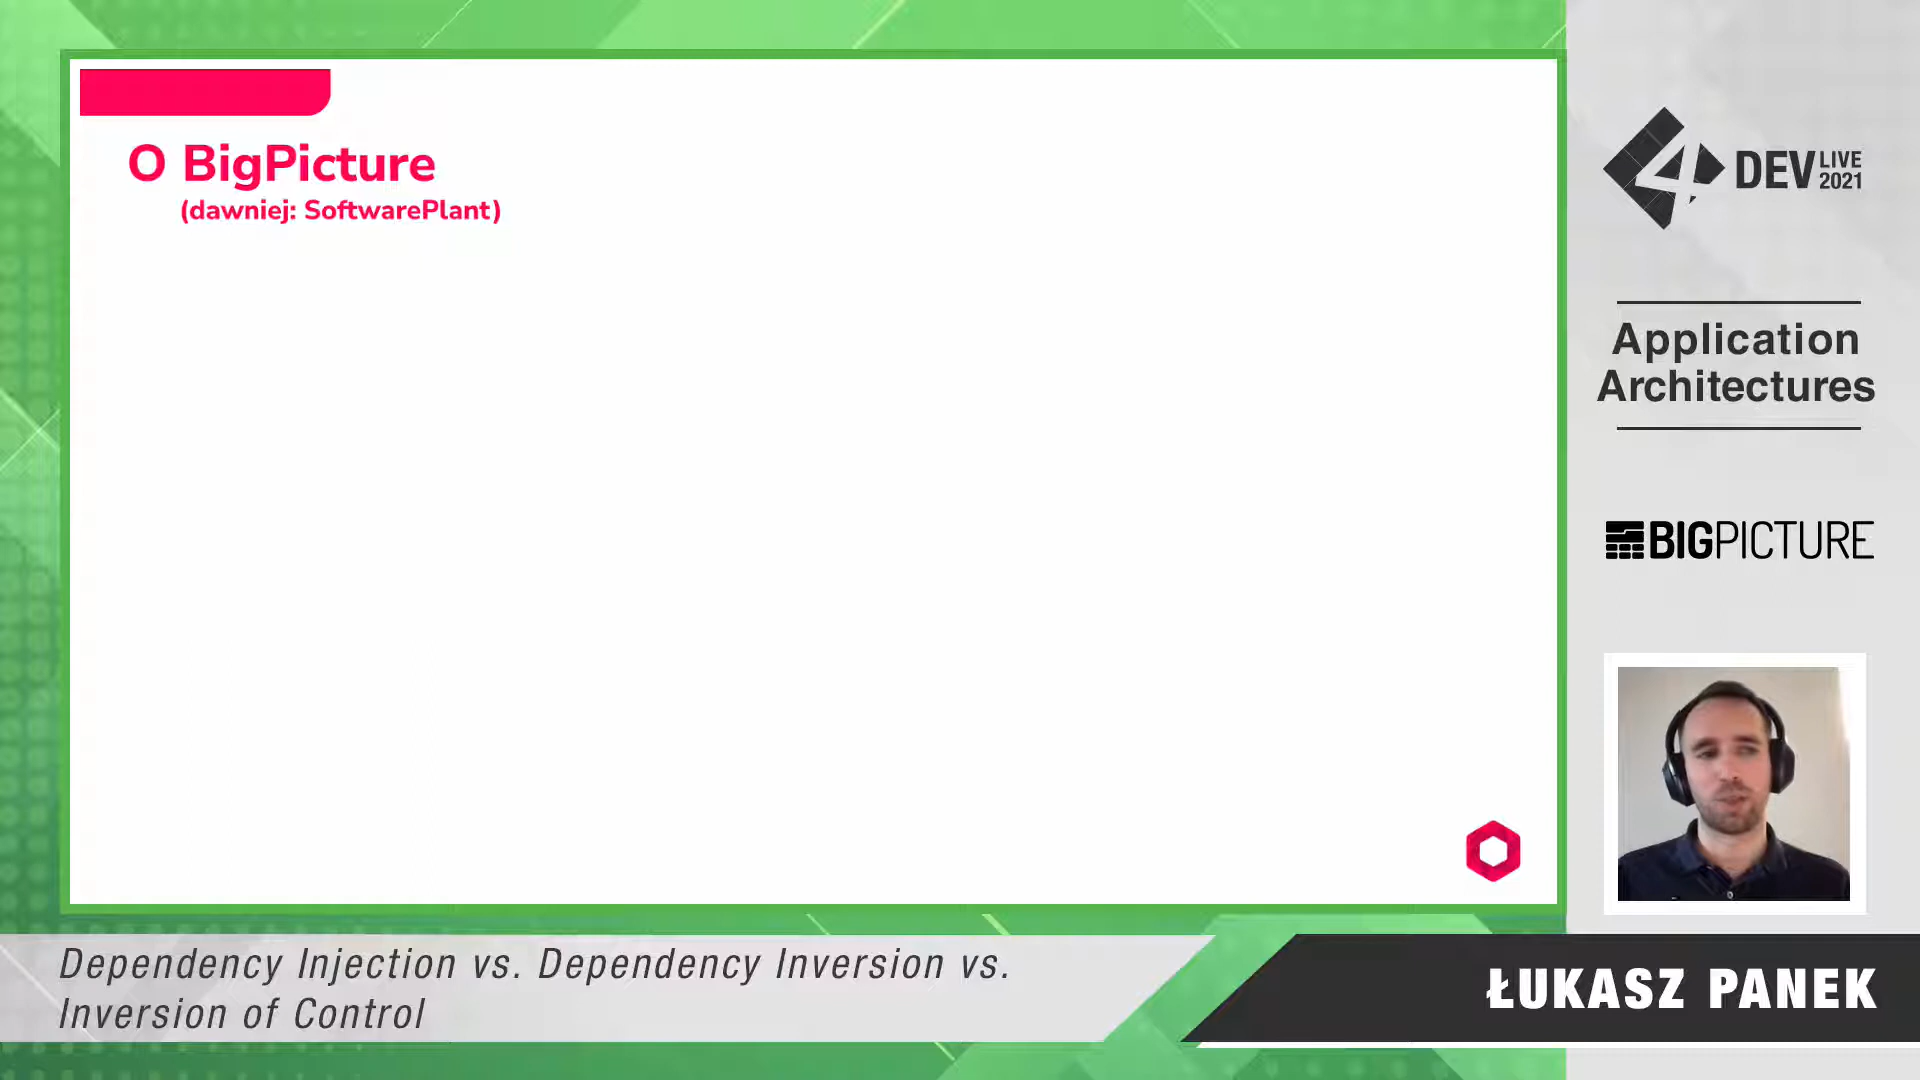 O BigPicture
(dawniej: SoftwarePlant)
4 DEV LIVE 2021
Application
Architectures
BIGPICTURE
Dependency Injection vs. Dependency Inversion vs.
Inversion of Control
ŁUKASZ PANEK